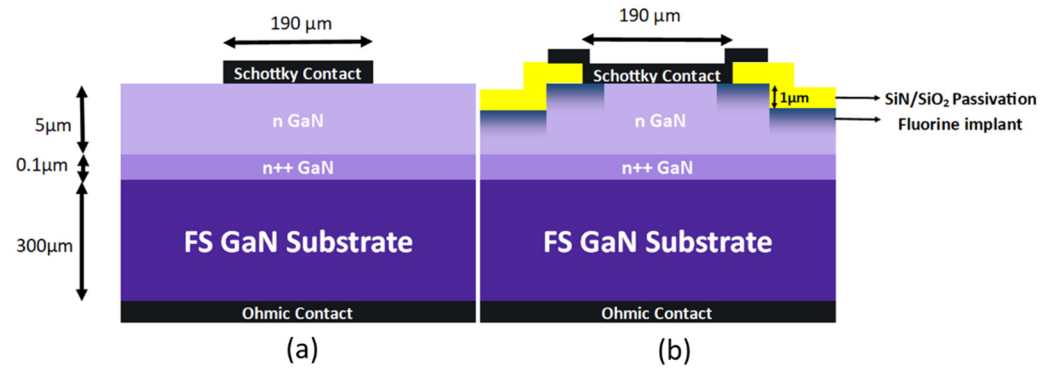 190 µm
190 µm
Schottky Contact
Schottky Contact
1µm
SiN/SiO₂ Passivation
5µm
n GaN
n GaN
Fluorine implant
0.1µm
n++ GaN
n++ GaN
300µm
FS GaN Substrate
FS GaN Substrate
Ohmic Contact
Ohmic Contact
(a)
(b)